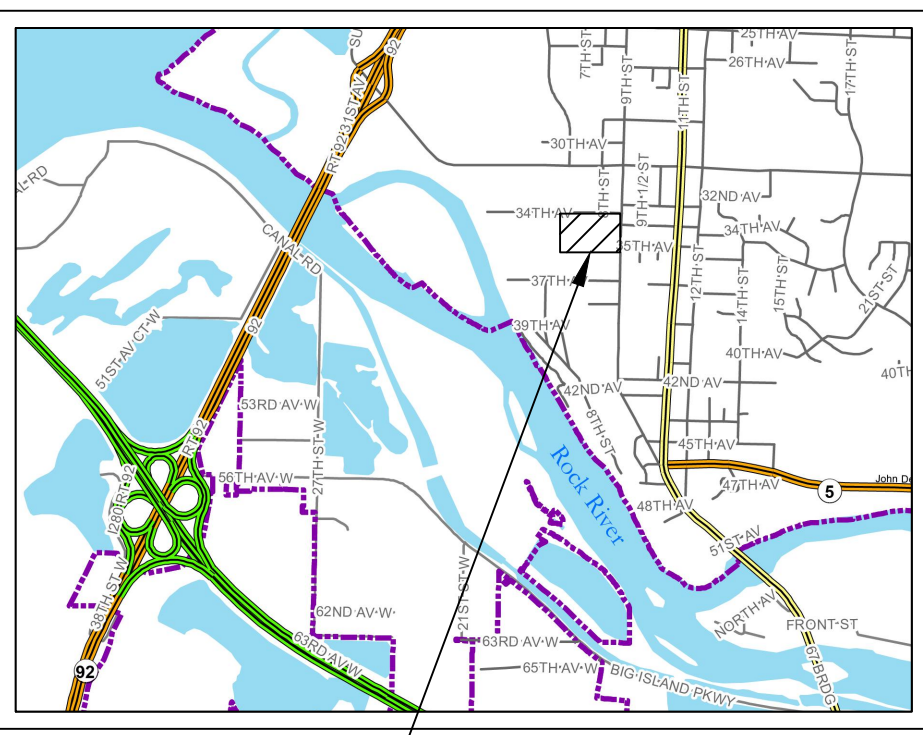 25TH AV
92
SU
7TH ST
9TH ST
26TH AV
17TH ST
RT 92 31ST AV
11TH ST
30TH AV
9TH 1/2 ST
32ND AV
AL-RD
34TH AV
34TH AV
CANAL RD
35TH AV
12TH ST
14TH ST
15TH ST
21ST ST
37TH A
92
39TH AV
40TH AV
51ST AV CT W
40TH
42ND AV
42ND AV
53RD AV W
8TH ST
RT 92
27TH ST W
45TH AV
56TH AV W
Rock River
47TH AV
John De
5
I280 RT 92
48TH AV
51ST AV
38TH ST W
62ND AV W
21ST ST W
NORTH AV
FRONT ST
63RD AV W
63RD AV W
65TH AV W
BIG ISLAND PKWY
67 BRDG
92